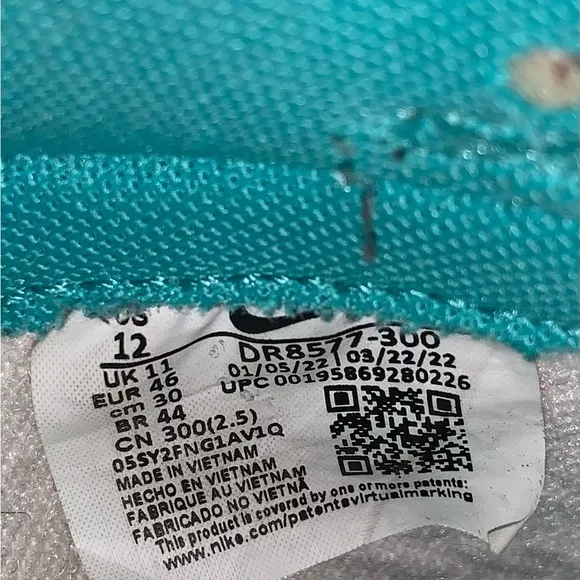 US
12
UK 11
EUR 46
cm 30
BR 44
CN 300(2.5)
05SY2FNG1AV1Q
MADE IN VIETNAM
HECHO EN VIETNAM
FABRIQUE AU VIETNAM
FABRICADO NO VIETNÃ
This product is covered by one or more patents:
www.nike.com/patentsvirtualmarking
DR8577-300
01/05/22 03/22/22
UPC 00195869280226